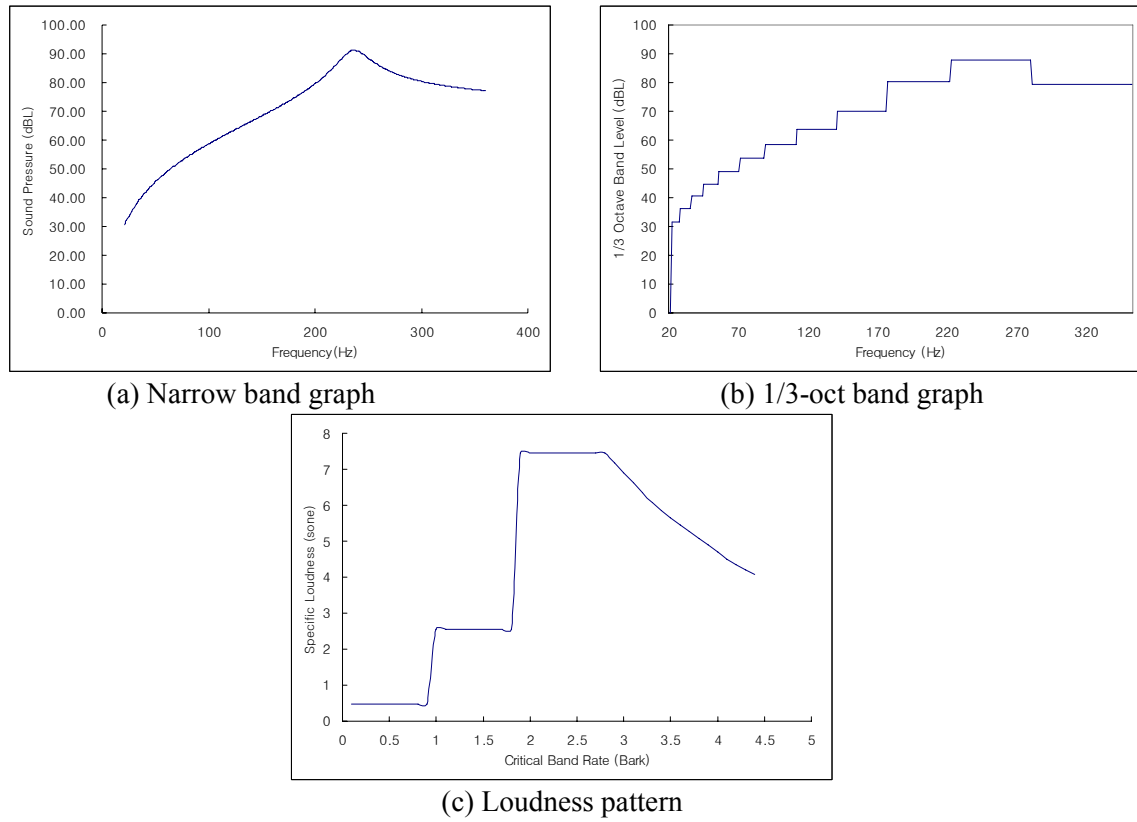 Sound Pressure (dBL)
100.00
90.00
80.00
70.00
60.00
50.00
40.00
30.00
20.00
10.00
0.00
0 100 200 300 400
Frequency(Hz)
(a) Narrow band graph
1/3 Octave Band Level (dBL)
100
90
80
70
60
50
40
30
20
10
0
20 70 120 170 220 270 320
Frequency (Hz)
(b) 1/3-oct band graph
Specific Loudness (sone)
8
7
6
5
4
3
2
1
0
0 0.5 1 1.5 2 2.5 3 3.5 4 4.5 5
Critical Band Rate (Bark)
(c) Loudness pattern